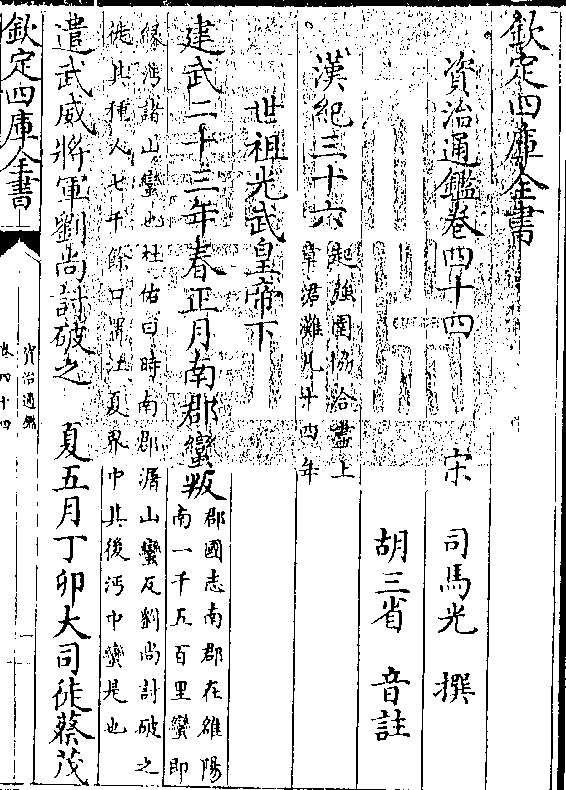 欽定四庫全書
資治通鑑卷四十四
宋 司馬光 撰
胡三省 音註
漢紀三十六
起強圉協洽盡上
章涒灘凡十四年
世祖光武皇帝下
建武二十三年春正月南郡蠻叛
郡國志南郡在雒陽
南一千五百里蠻即
緣沔諸山蠻也杜佑曰時南郡潳山蠻反劉尚討破之
徙其種人七千餘口置江夏界中其後沔中蠻是也
遣武威將軍劉尚討破之 夏五月丁卯大司徒蔡茂
欽定四庫全書
資治通鑑
卷四十四
一